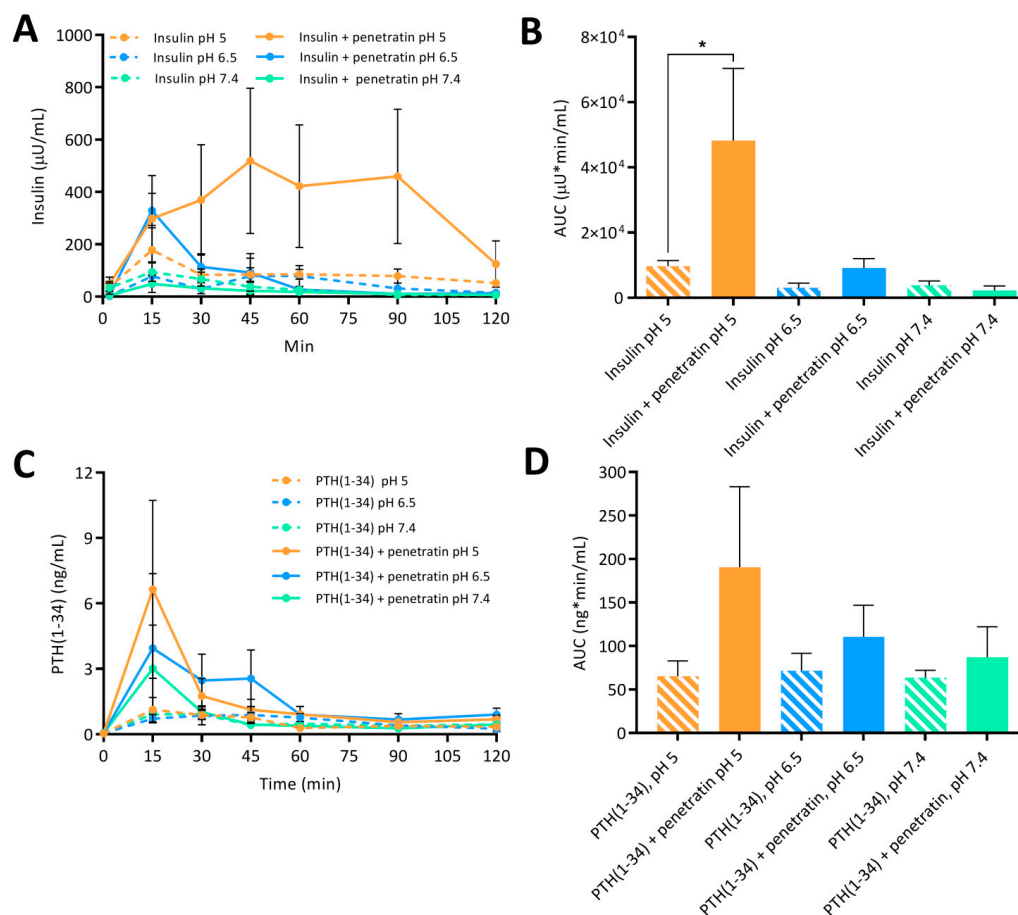 A
1000
800
600
400
200
0
Insulin (µU/mL)
Insulin pH 5
Insulin pH 6.5
Insulin pH 7.4
Insulin + penetratin pH 5
Insulin + penetratin pH 6.5
Insulin + penetratin pH 7.4
0 15 30 45 60 75 90 105 120
Min
B
8×10⁴
6×10⁴
4×10⁴
2×10⁴
0
AUC (µU*min/mL)
*
Insulin pH 5
Insulin + penetratin pH 5
Insulin pH 6.5
Insulin + penetratin pH 6.5
Insulin pH 7.4
Insulin + penetratin pH 7.4
C
12
9
6
3
0
PTH(1-34) (ng/mL)
PTH(1-34) pH 5
PTH(1-34) pH 6.5
PTH(1-34) pH 7.4
PTH(1-34) + penetratin pH 5
PTH(1-34) + penetratin pH 6.5
PTH(1-34) + penetratin pH 7.4
0 15 30 45 60 75 90 105 120
Time (min)
D
300
250
200
150
100
50
0
AUC (ng*min/mL)
PTH(1-34), pH 5
PTH(1-34) + penetratin pH 5
PTH(1-34), pH 6.5
PTH(1-34) + penetratin, pH 6.5
PTH(1-34), pH 7.4
PTH(1-34) + penetratin, pH 7.4